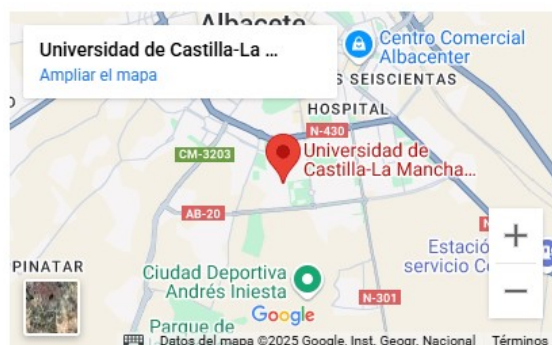 Albacete
Universidad de Castilla-La ...
Ampliar el mapa
Centro Comercial
Albacenter
S SEISCIENTAS
HOSPITAL
N-430
CM-3203
Universidad de
Castilla-La Mancha...
AB-20
N
PINATAR
Estació
servicio Ce
Ciudad Deportiva
Andrés Iniesta
N-301
Google
Parque de
Datos del mapa ©2025 Google, Inst. Geogr. Nacional
Términos